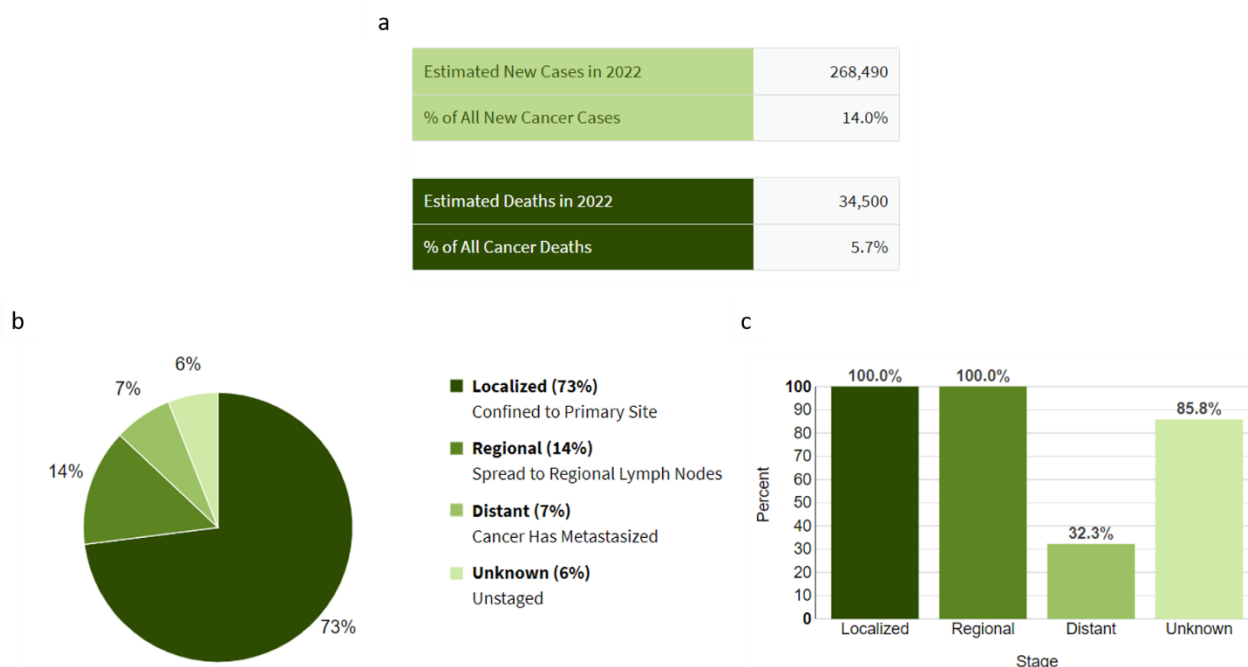 a
Estimated New Cases in 2022 268,490
% of All New Cancer Cases 14.0%
Estimated Deaths in 2022 34,500
% of All Cancer Deaths 5.7%
b
6%
7%
14%
73%
Localized (73%)
Confined to Primary Site
Regional (14%)
Spread to Regional Lymph Nodes
Distant (7%)
Cancer Has Metastasized
Unknown (6%)
Unstaged
c
100.0% 100.0% 32.3% 85.8%
Percent
100
90
80
70
60
50
40
30
20
10
0
Localized Regional Distant Unknown
Stage